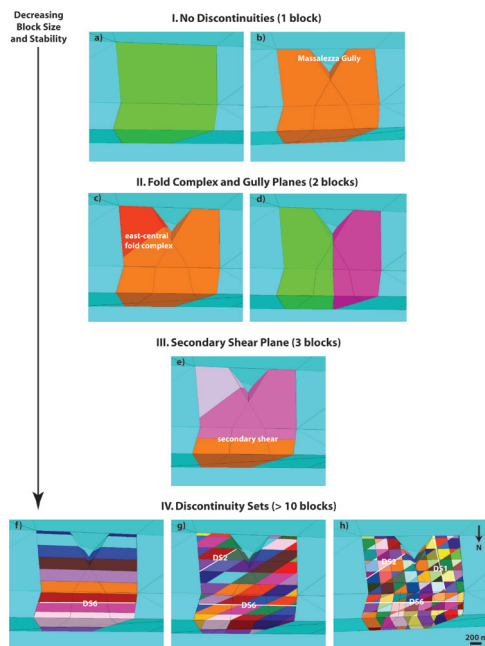 Decreasing
Block Size
and Stability
I. No Discontinuities (1 block)
a)
b)
Massalezza Gully
II. Fold Complex and Gully Planes (2 blocks)
c)
east-central
fold complex
d)
III. Secondary Shear Plane (3 blocks)
e)
secondary shear
IV. Discontinuity Sets (> 10 blocks)
f)
DS6
g)
DS2
DS6
h)
DS2
DS1
DS6
N
200 m